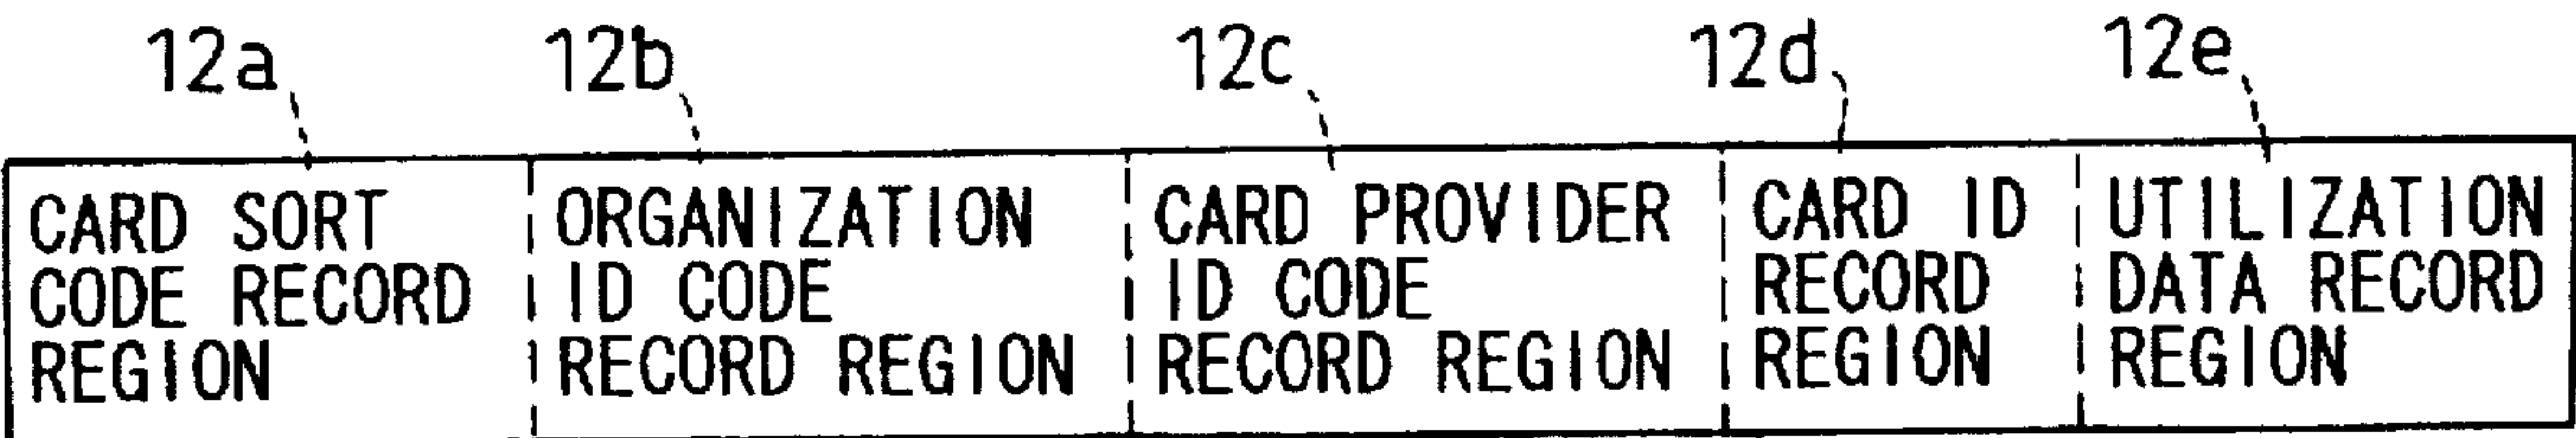 12a 12b 12c 12d 12e
CARD SORT
CODE RECORD
REGION
ORGANIZATION
ID CODE
RECORD REGION
CARD PROVIDER
ID CODE
RECORD REGION
CARD ID
RECORD
REGION
UTILIZATION
DATA RECORD
REGION